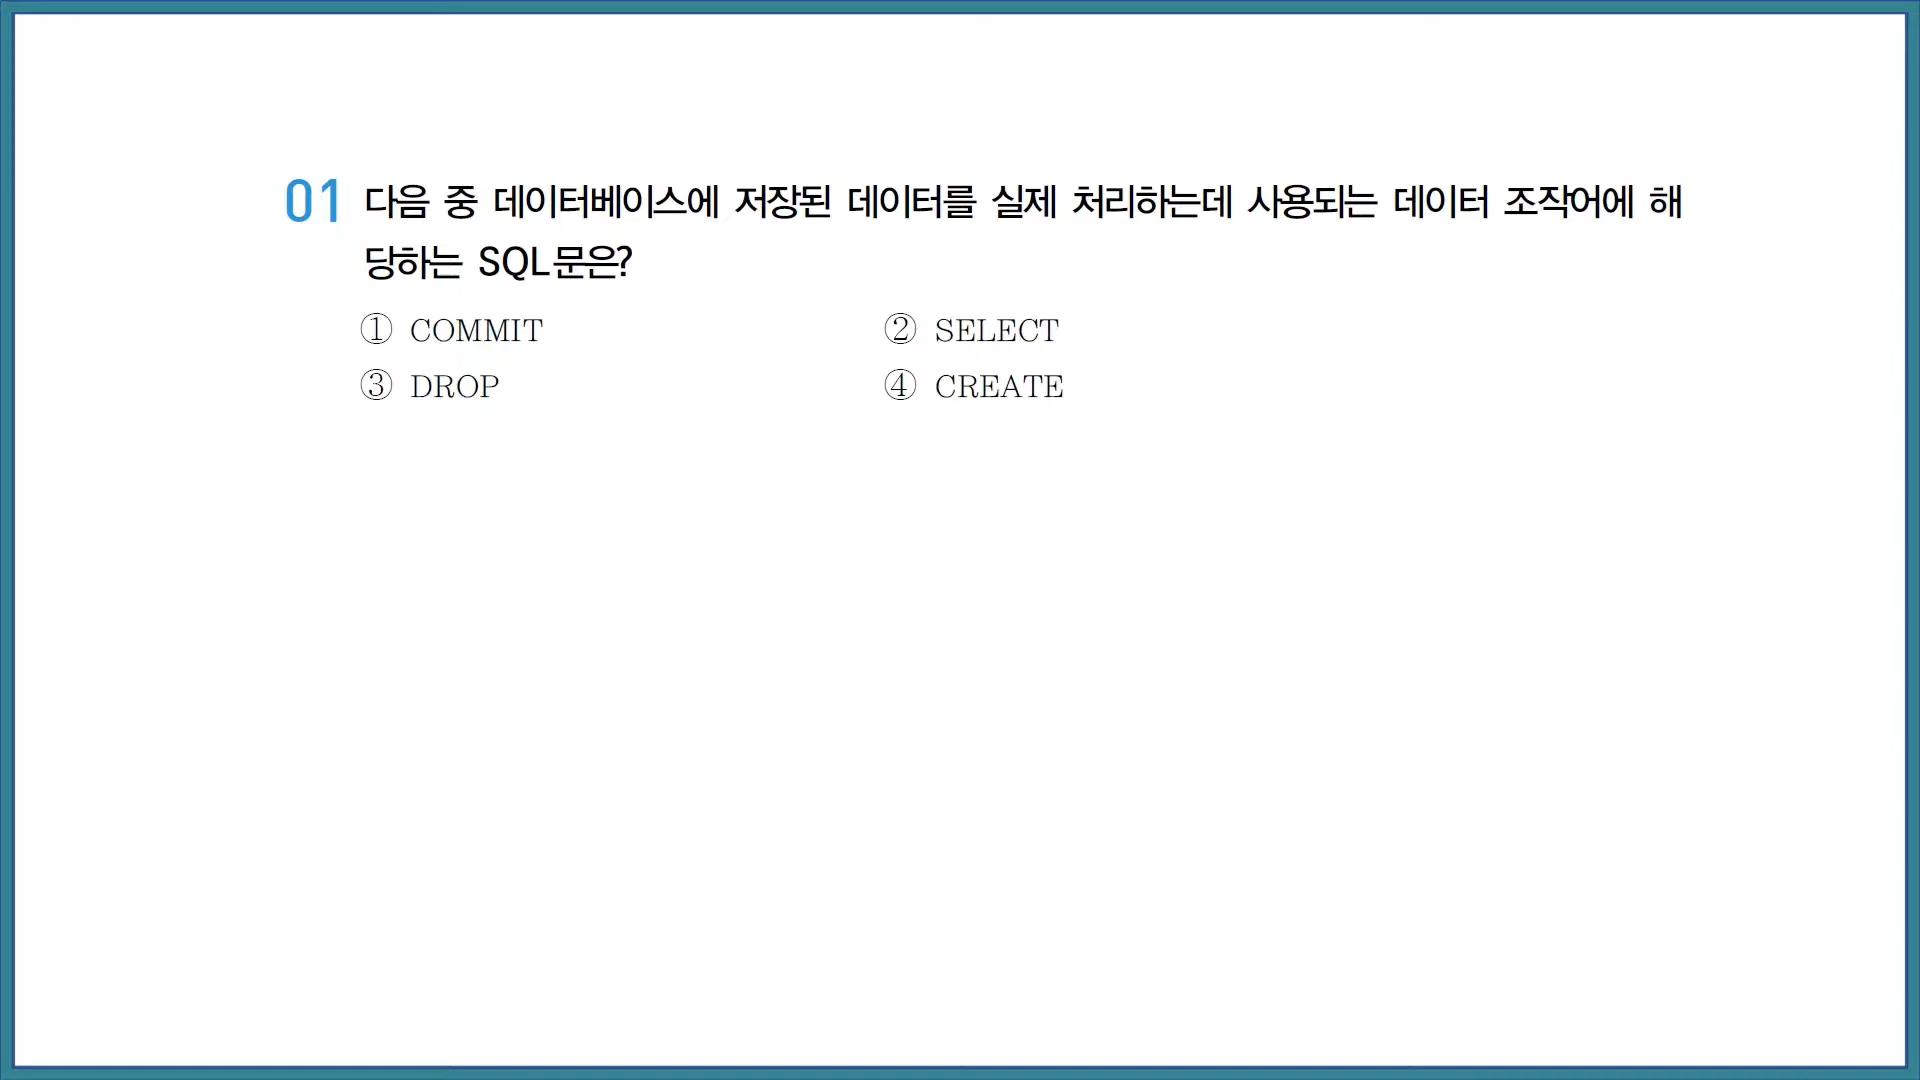 01 다음 중 데이터베이스에 저장된 데이터를 실제 처리하는데 사용되는 데이터 조작어에 해
당하는 SQL문은?
① COMMIT ② SELECT
③ DROP ④ CREATE